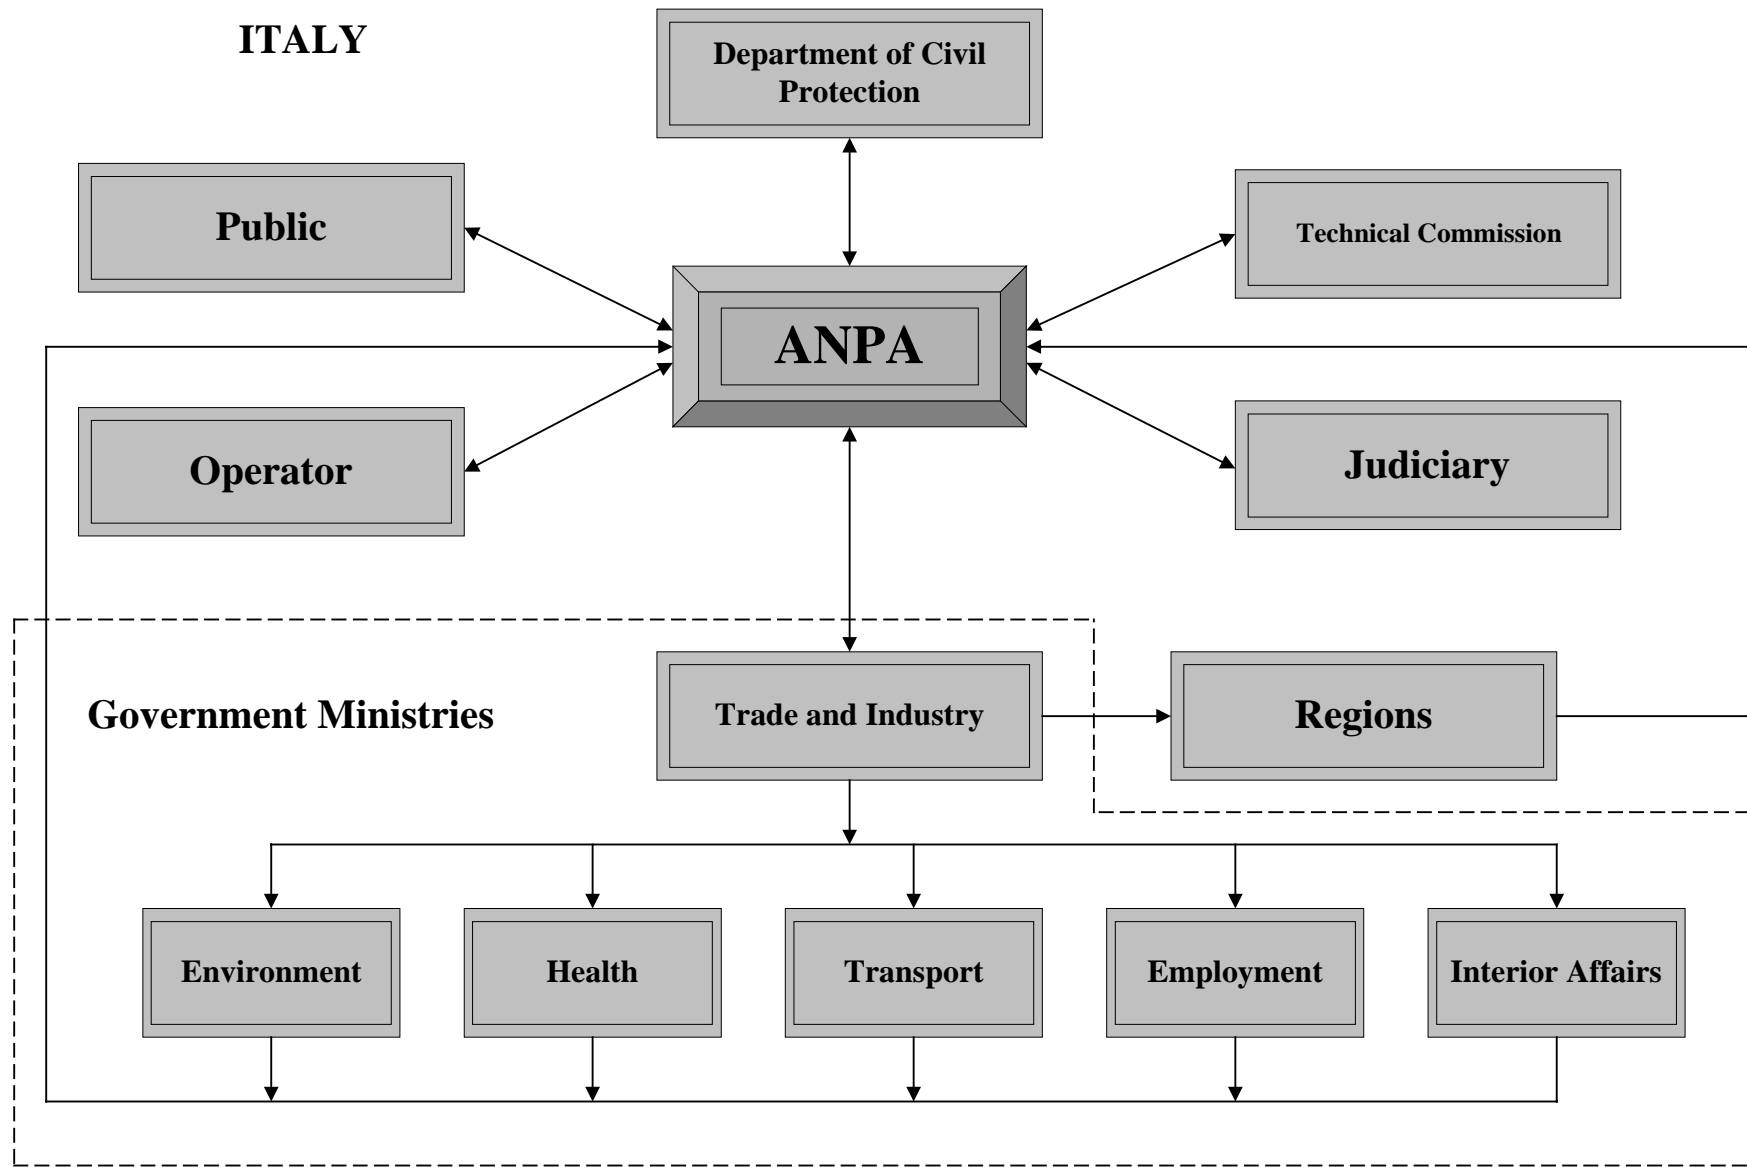 ITALY
Department of Civil
Protection
Public
Technical Commission
ANPA
Operator
Judiciary
Government Ministries
Trade and Industry
Regions
Environment
Health
Transport
Employment
Interior Affairs